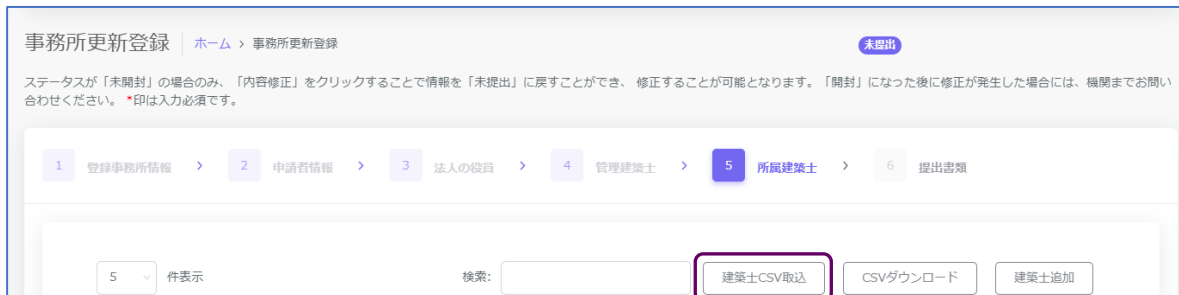 事務所更新登録 ホーム > 事務所更新登録 未提出
ステータスが「未開封」の場合のみ、「内容修正」をクリックすることで情報を「未提出」に戻すことができ、 修正することが可能となります。「開封」になった後に修正が発生した場合には、機関までお問い
合わせください。 *印は入力必須です。
1 登録事務所情報 > 2 申請者情報 > 3 法人の役員 > 4 管理建築士 > 5 所属建築士 > 6 提出書類
5 件表示 検索: 建築士CSV取込 CSVダウンロード 建築士追加